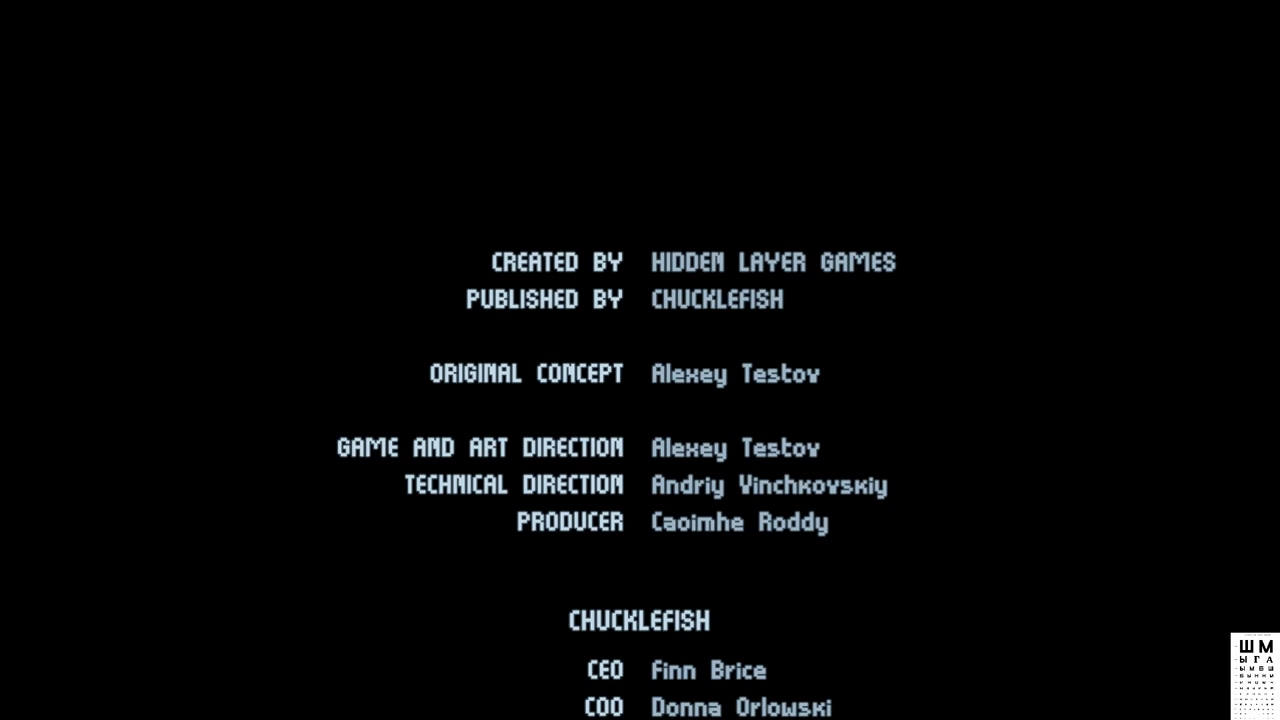 CREATED BY HIDDEN LAYER GAMES
PUBLISHED BY CHUCKLEFISH
ORIGINAL CONCEPT Alexey Testov
GAME AND ART DIRECTION Alexey Testov
TECHNICAL DIRECTION Andriy Vinchkovskiy
PRODUCER Caoimhe Roddy
CHUCKLEFISH
CEO Finn Brice
COO Donna Orlowski
Ш М
Ы Г А
Ы М Б Ш